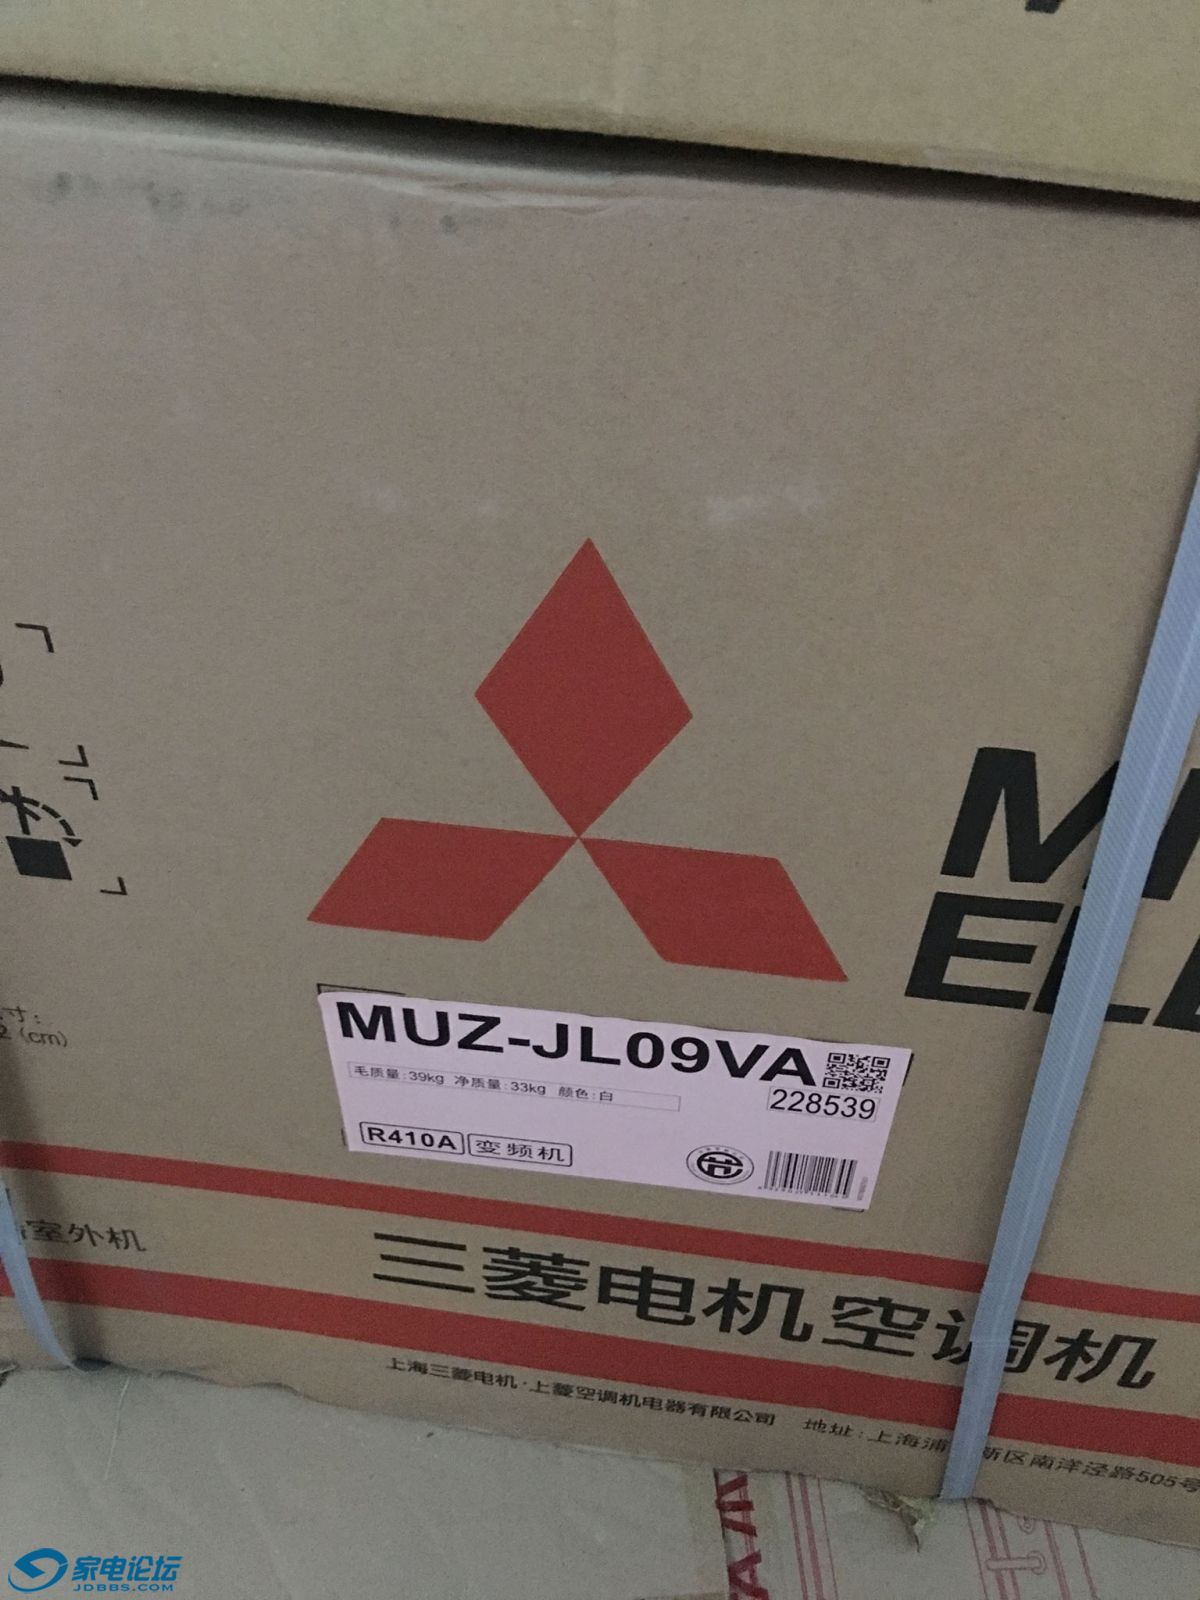 MUZ-JL09VA
毛质量:39kg 净质量:33kg 颜色:白
228539
R410A 变频机
寸:
(cm)
室外机
三菱电机空调机
上海三菱电机·上菱空调机电器有限公司 地址:上海浦 新区南洋泾路505号
家电论坛
JDBBS.COM